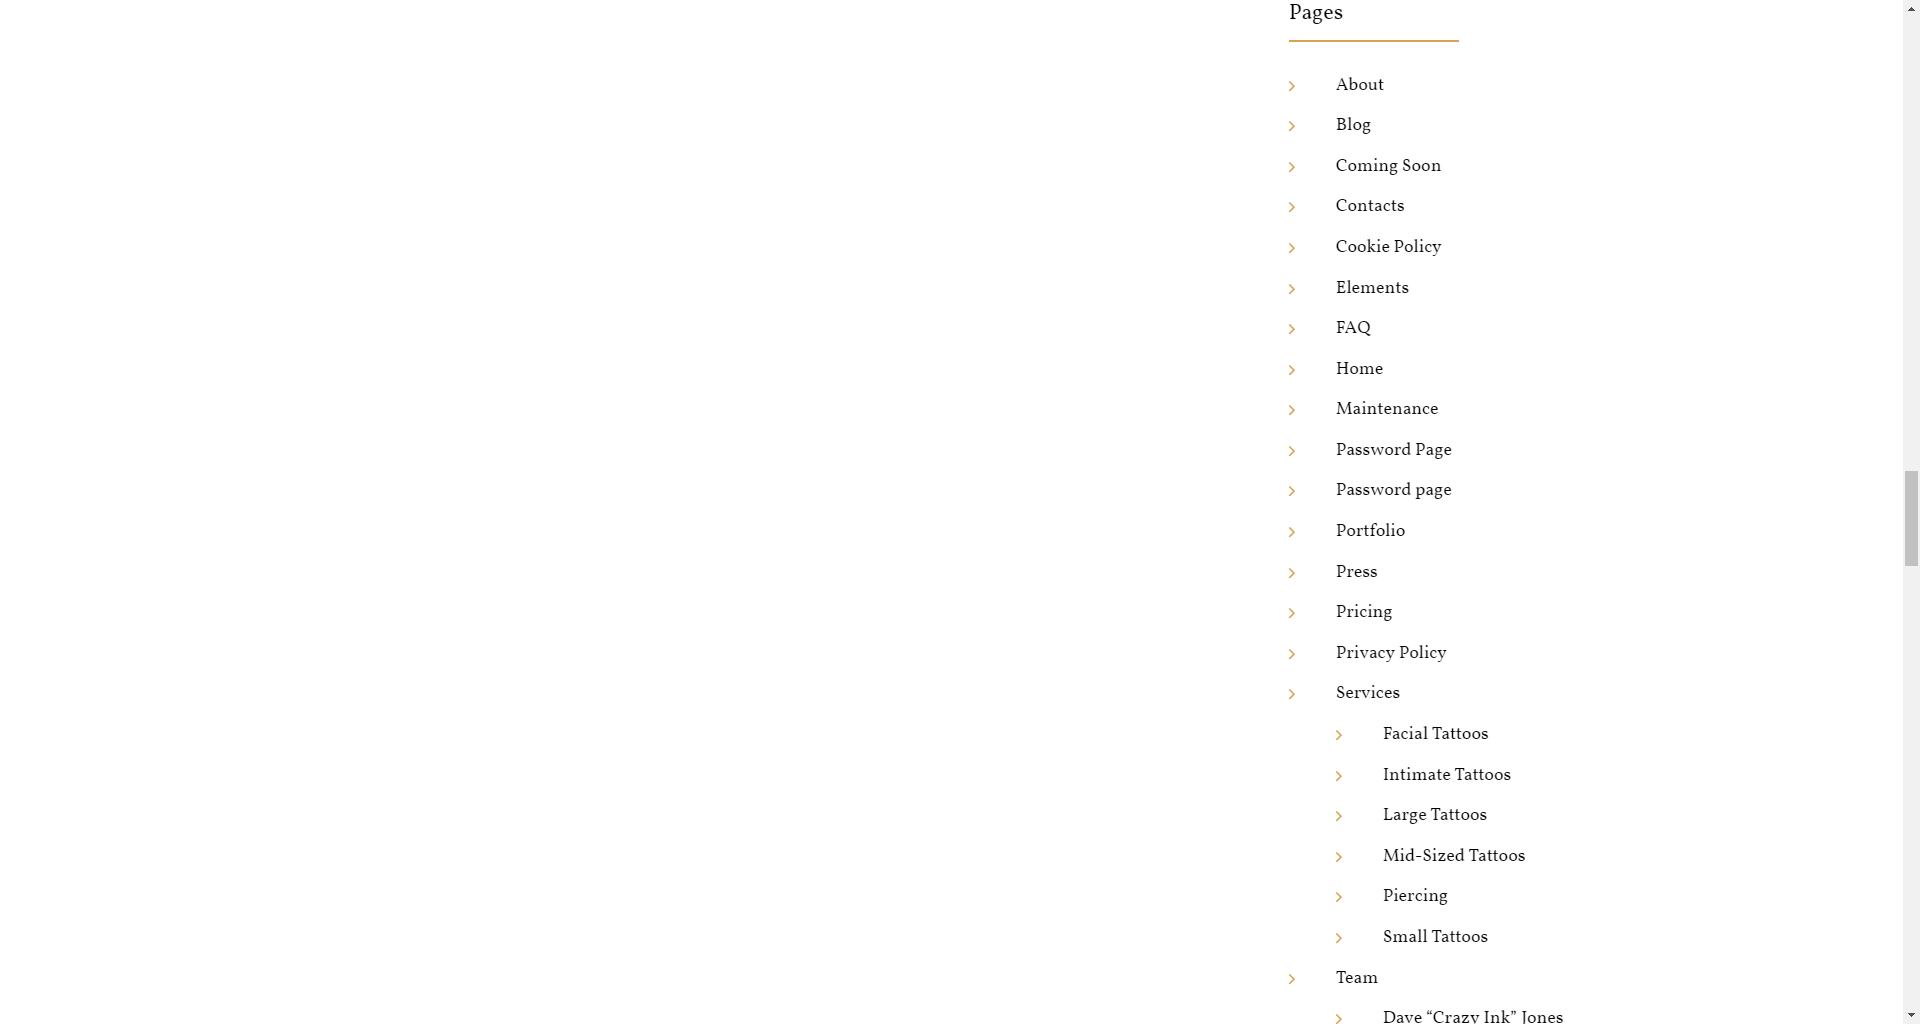 Pages
About
Blog
Coming Soon
Contacts
Cookie Policy
Elements
FAQ
Home
Maintenance
Password Page
Password page
Portfolio
Press
Pricing
Privacy Policy
Services
Facial Tattoos
Intimate Tattoos
Large Tattoos
Mid-Sized Tattoos
Piercing
Small Tattoos
Team
Dave “Crazy Ink” Jones